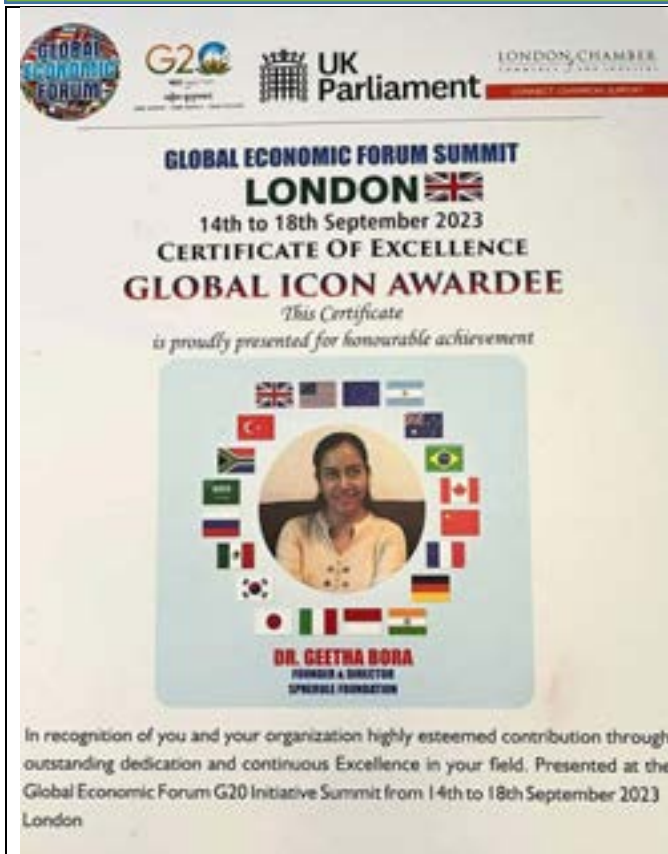 GLOBAL
ECONOMIC
FORUM
G20
UK
Parliament
LONDON CHAMBER
GLOBAL ECONOMIC FORUM SUMMIT
LONDON
14th to 18th September 2023
CERTIFICATE OF EXCELLENCE
GLOBAL ICON AWARDEE
This Certificate
is proudly presented for honourable achievement
DR. GEETHA BORA
FOUNDER & DIRECTOR
SPHERULE FOUNDATION
In recognition of you and your organization highly esteemed contribution through
outstanding dedication and continuous Excellence in your field. Presented at the
Global Economic Forum G20 Initiative Summit from 14th to 18th September 2023
London